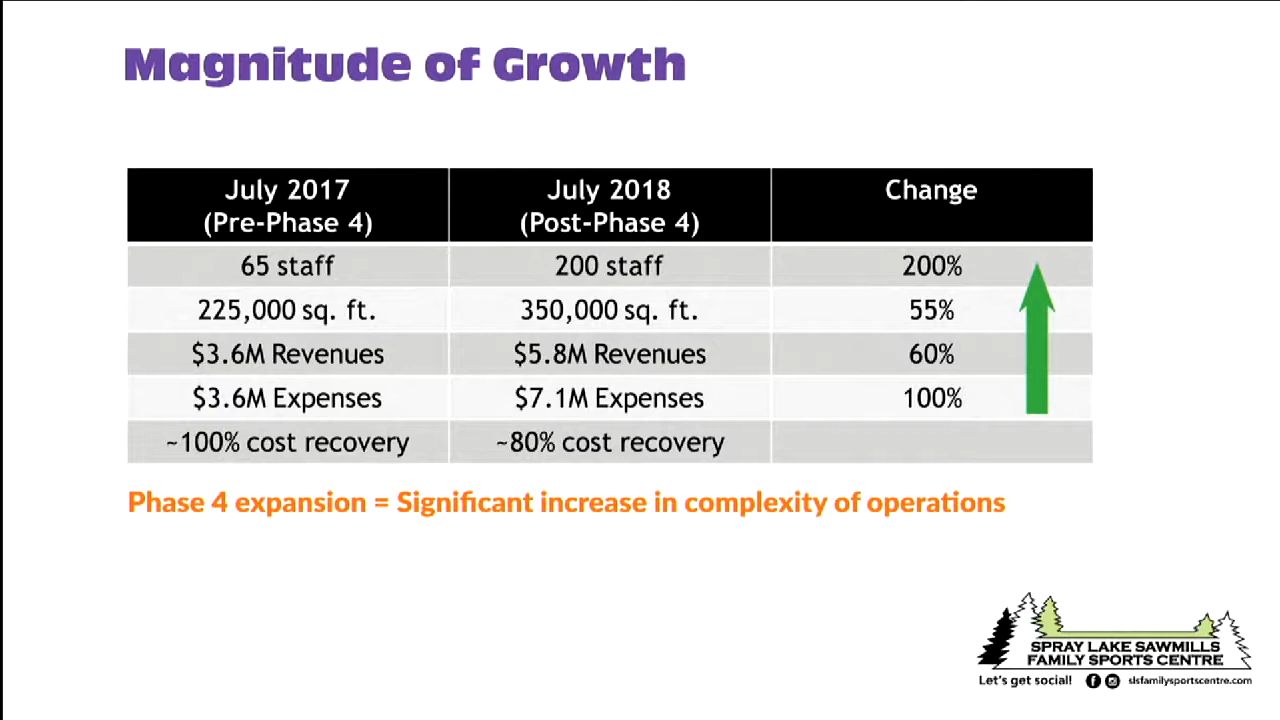 Magnitude of Growth
July 2017 July 2018 Change
(Pre-Phase 4) (Post-Phase 4)
65 staff 200 staff 200%
225,000 sq. ft. 350,000 sq. ft. 55%
$3.6M Revenues $5.8M Revenues 60%
$3.6M Expenses $7.1M Expenses 100%
~100% cost recovery ~80% cost recovery
Phase 4 expansion = Significant increase in complexity of operations
SPRAY LAKE SAWMILLS
FAMILY SPORTS CENTRE
Let's get social! slsfamilysportscentre.com